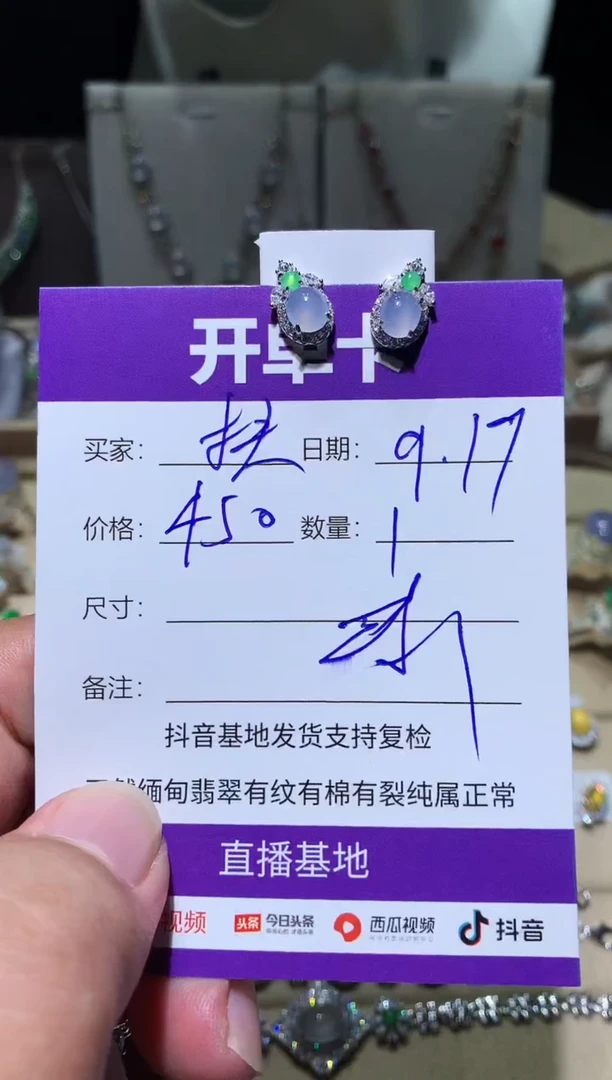 开单卡
买家：扶 日期：9.17
价格：450 数量：1
尺寸：
备注：
抖音基地发货支持复检
缅甸翡翠有纹有棉有裂纯属正常
直播基地
视频 头条 今日头条 西瓜视频 抖音